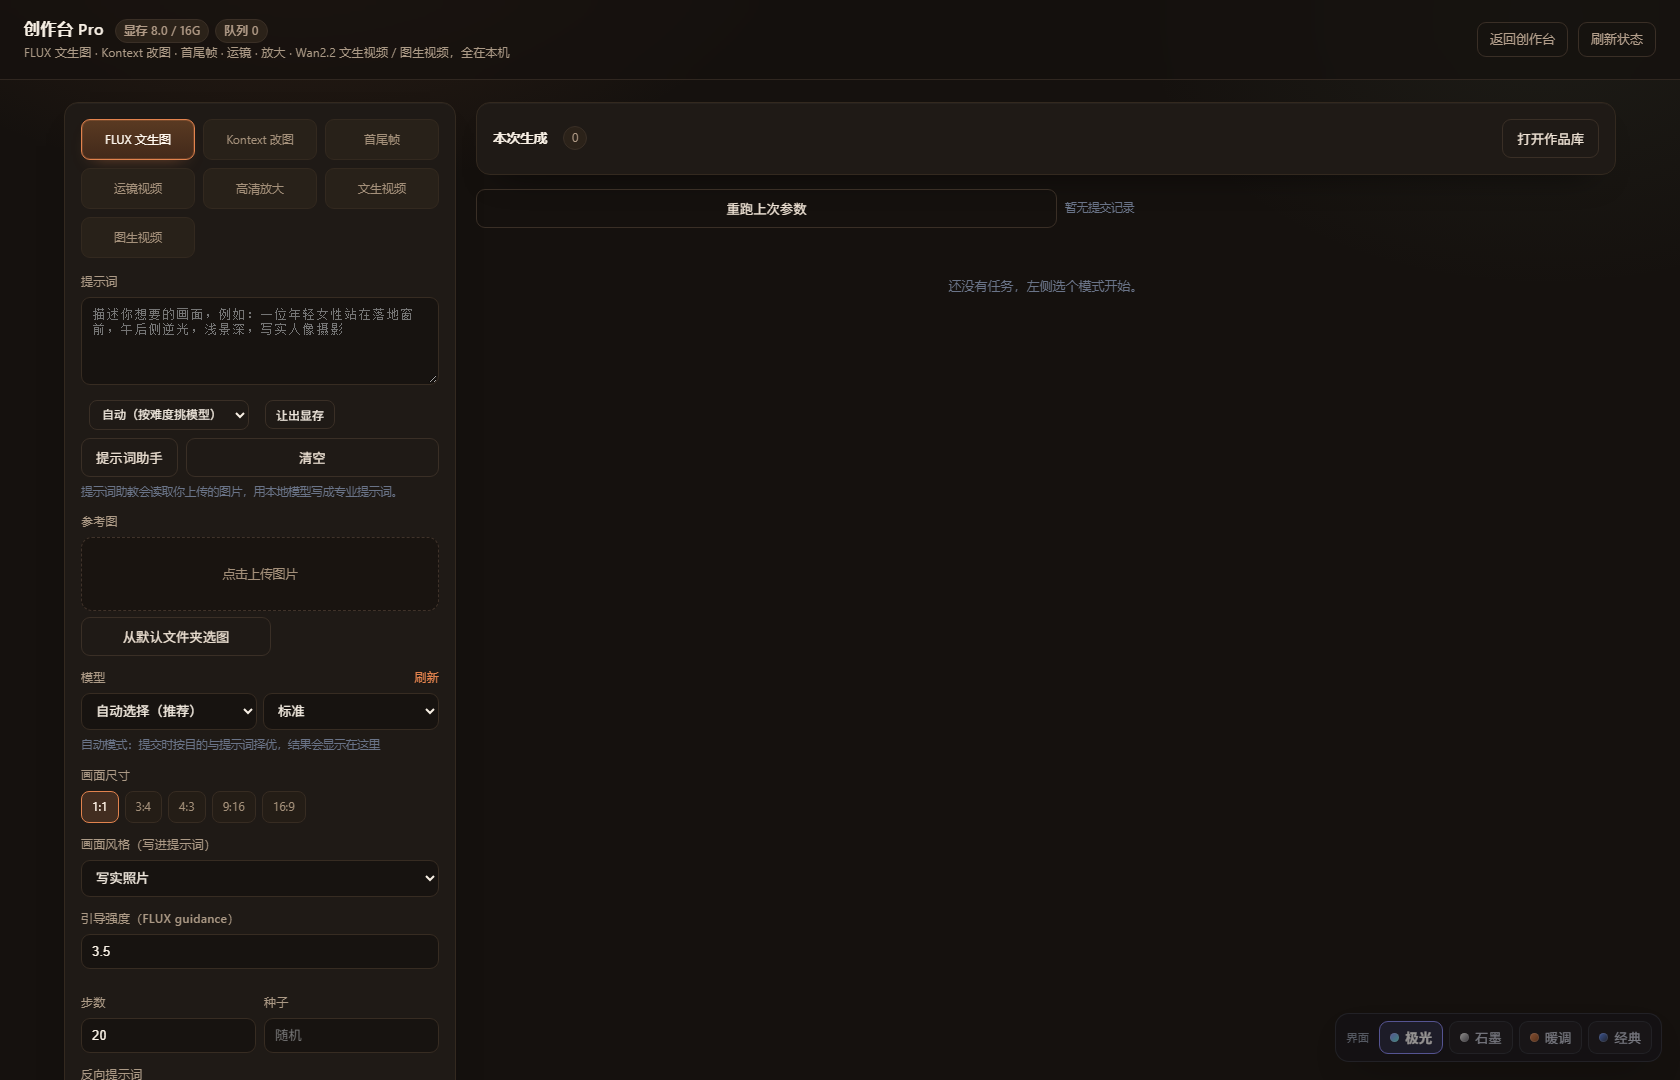 创作台 Pro
显存 8.0 / 16G
队列 0
FLUX 文生图 · Kontext 改图 · 首尾帧 · 运镜 · 放大 · Wan2.2 文生视频 / 图生视频，全在本机
返回创作台
刷新状态
FLUX 文生图
Kontext 改图
首尾帧
运镜视频
高清放大
文生视频
图生视频
提示词
描述你想要的画面，例如：一位年轻女性站在落地窗
前，午后侧逆光，浅景深，写实人像摄影
自动（按难度挑模型）
让出显存
提示词助手
清空
提示词助教会读取你上传的图片，用本地模型写成专业提示词。
参考图
点击上传图片
从默认文件夹选图
模型
刷新
自动选择（推荐）
标准
自动模式：提交时按目的与提示词择优，结果会显示在这里
画面尺寸
1:1
3:4
4:3
9:16
16:9
画面风格（写进提示词）
写实照片
引导强度（FLUX guidance）
3.5
步数
种子
20
随机
反向提示词
本次生成
0
打开作品库
重跑上次参数
暂无提交记录
还没有任务，左侧选个模式开始。
界面
极光
石墨
暖调
经典